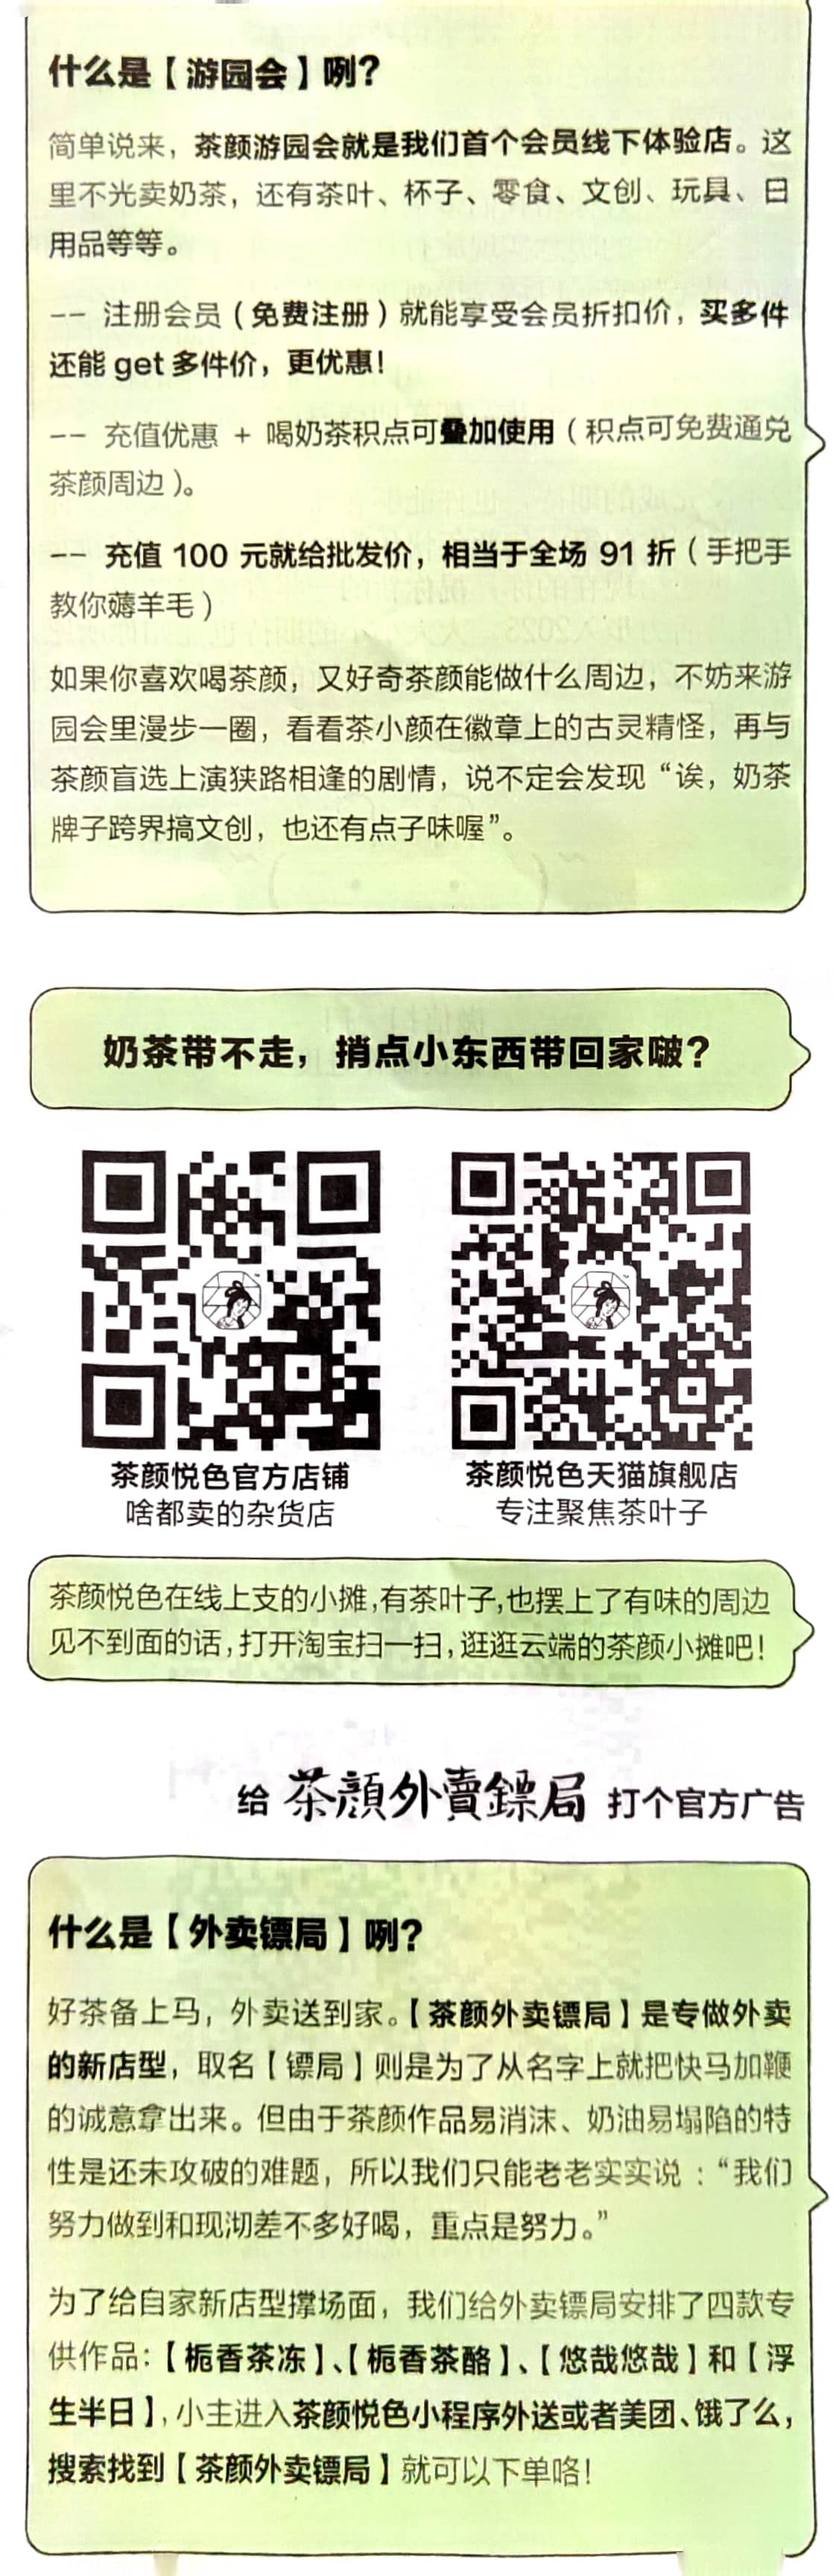 什么是【游园会】咧？
简单说来，茶颜游园会就是我们首个会员线下体验店。这
里不光卖奶茶，还有茶叶、杯子、零食、文创、玩具、日
用品等等。
-- 注册会员（免费注册）就能享受会员折扣价，买多件
还能 get 多件价，更优惠！
-- 充值优惠 + 喝奶茶积点可叠加使用（积点可免费通兑
茶颜周边）。
-- 充值 100 元就给批发价，相当于全场 91 折（手把手
教你薅羊毛）
如果你喜欢喝茶颜，又好奇茶颜能做什么周边，不妨来游
园会里漫步一圈，看看茶小颜在徽章上的古灵精怪，再与
茶颜盲选上演狭路相逢的剧情，说不定会发现“诶，奶茶
牌子跨界搞文创，也还有点子味喔”。
奶茶带不走，捎点小东西带回家啵？
茶颜悦色官方店铺
啥都卖的杂货店
茶颜悦色天猫旗舰店
专注聚焦茶叶子
茶颜悦色在线上支的小摊，有茶叶子，也摆上了有味的周边
见不到面的话，打开淘宝扫一扫，逛逛云端的茶颜小摊吧！
给 茶顔外賣鏢局 打个官方广告
什么是【外卖镖局】咧？
好茶备上马，外卖送到家。【茶颜外卖镖局】是专做外卖
的新店型，取名【镖局】则是为了从名字上就把快马加鞭
的诚意拿出来。但由于茶颜作品易消沫、奶油易塌陷的特
性是还未攻破的难题，所以我们只能老老实实说：“我们
努力做到和现沏差不多好喝，重点是努力。”
为了给自家新店型撑场面，我们给外卖镖局安排了四款专
供作品：【栀香茶冻】、【栀香茶酪】、【悠哉悠哉】和【浮
生半日】，小主进入茶颜悦色小程序外送或者美团、饿了么，
搜索找到【茶颜外卖镖局】就可以下单咯！